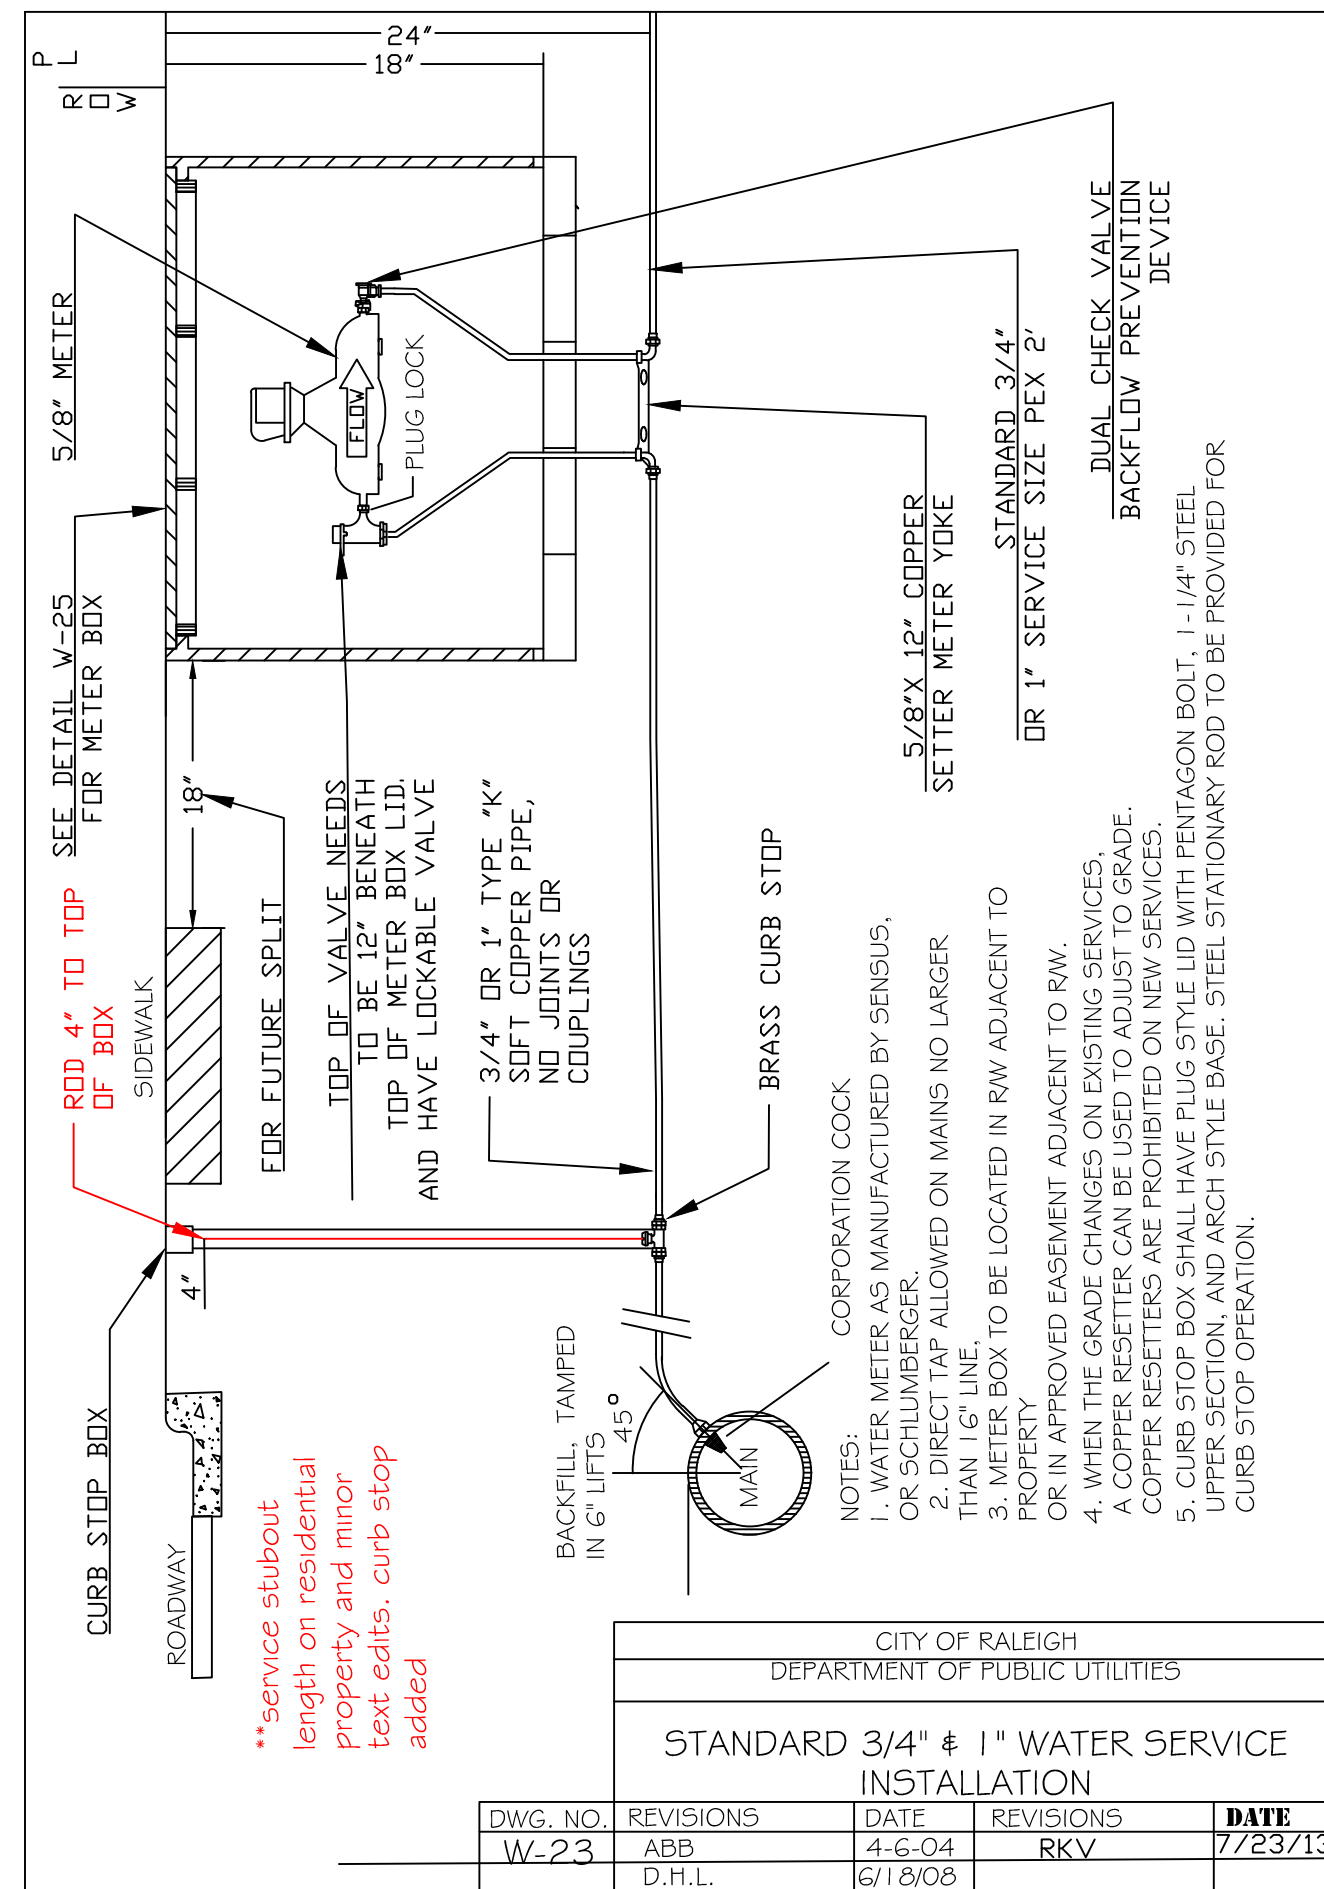 P
L
R
O
W
24"
18"
5/8" METER
SEE DETAIL W-25
FOR METER BOX
ROD 4" TO TOP
OF BOX
SIDEWALK
18"
FOR FUTURE SPLIT
FLOW
PLUG LOCK
TOP OF VALVE NEEDS
TO BE 12" BENEATH
TOP OF METER BOX LID.
AND HAVE LOCKABLE VALVE
3/4" OR 1" TYPE "K"
SOFT COPPER PIPE,
NO JOINTS OR
COUPLINGS
DUAL CHECK VALVE
BACKFLOW PREVENTION
DEVICE
STANDARD 3/4"
OR 1" SERVICE SIZE PEX 2'
5/8"X 12" COPPER
SETTER METER YOKE
BRASS CURB STOP
CORPORATION COCK
CURB STOP BOX
4"
ROADWAY
BACKFILL, TAMPED
IN 6" LIFTS
45°
MAIN
**service stubout
length on residential
property and minor
text edits. curb stop
added
NOTES:
1. WATER METER AS MANUFACTURED BY SENSUS,
OR SCHLUMBERGER.
2. DIRECT TAP ALLOWED ON MAINS NO LARGER
THAN 16" LINE,
3. METER BOX TO BE LOCATED IN R/W ADJACENT TO
PROPERTY
OR IN APPROVED EASEMENT ADJACENT TO R/W.
4. WHEN THE GRADE CHANGES ON EXISTING SERVICES,
A COPPER RESETTER CAN BE USED TO ADJUST TO GRADE.
COPPER RESETTERS ARE PROHIBITED ON NEW SERVICES.
5. CURB STOP BOX SHALL HAVE PLUG STYLE LID WITH PENTAGON BOLT, 1-1/4" STEEL
UPPER SECTION, AND ARCH STYLE BASE. STEEL STATIONARY ROD TO BE PROVIDED FOR
CURB STOP OPERATION.
CITY OF RALEIGH
DEPARTMENT OF PUBLIC UTILITIES
STANDARD 3/4" & 1" WATER SERVICE
INSTALLATION
DWG. NO. REVISIONS DATE REVISIONS DATE
W-23 ABB 4-6-04 RKV 7/23/13
D.H.L. 6/18/08